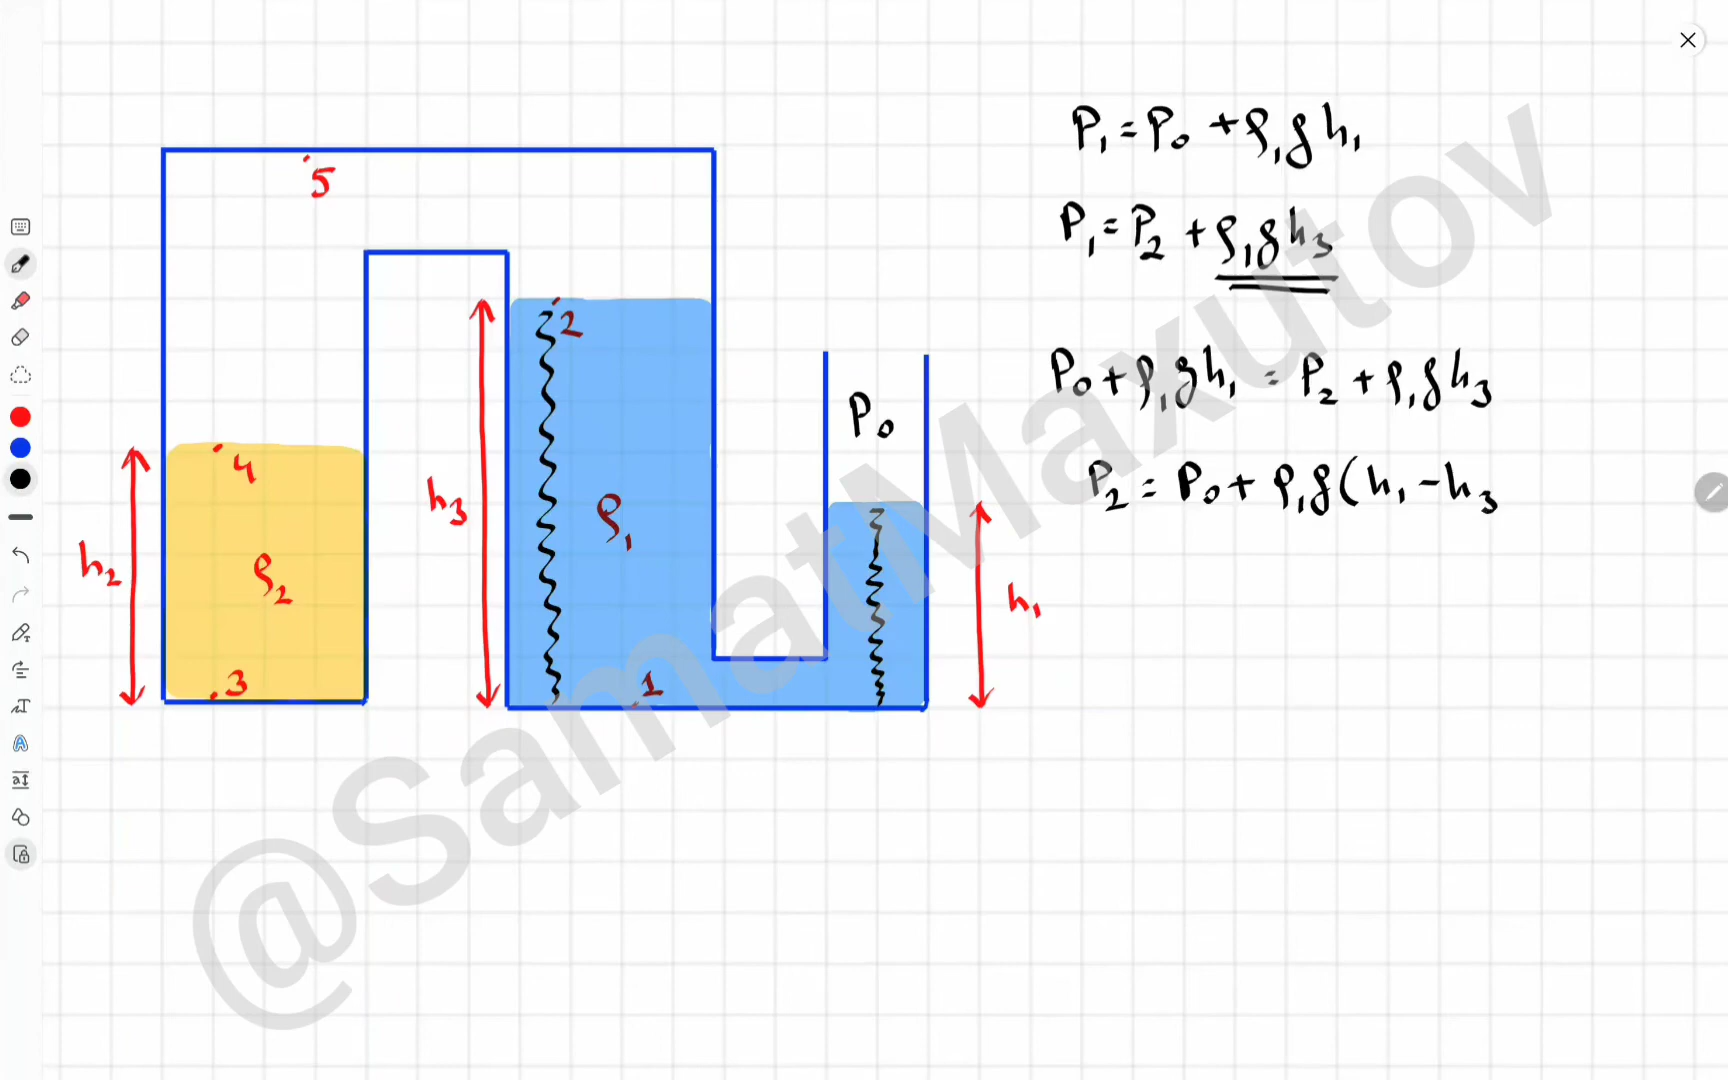 P₁ = P₀ + ρ₁gh₁
P₁ = P₂ + ρ₁gh₃
P₀ + ρ₁gh₁ = P₂ + ρ₁gh₃
P₂ = P₀ + ρ₁g(h₁ - h₃
5
2
P₀
4
h₃
ρ₁
h₂
ρ₂
h₁
3
1
@SamatMaxutov